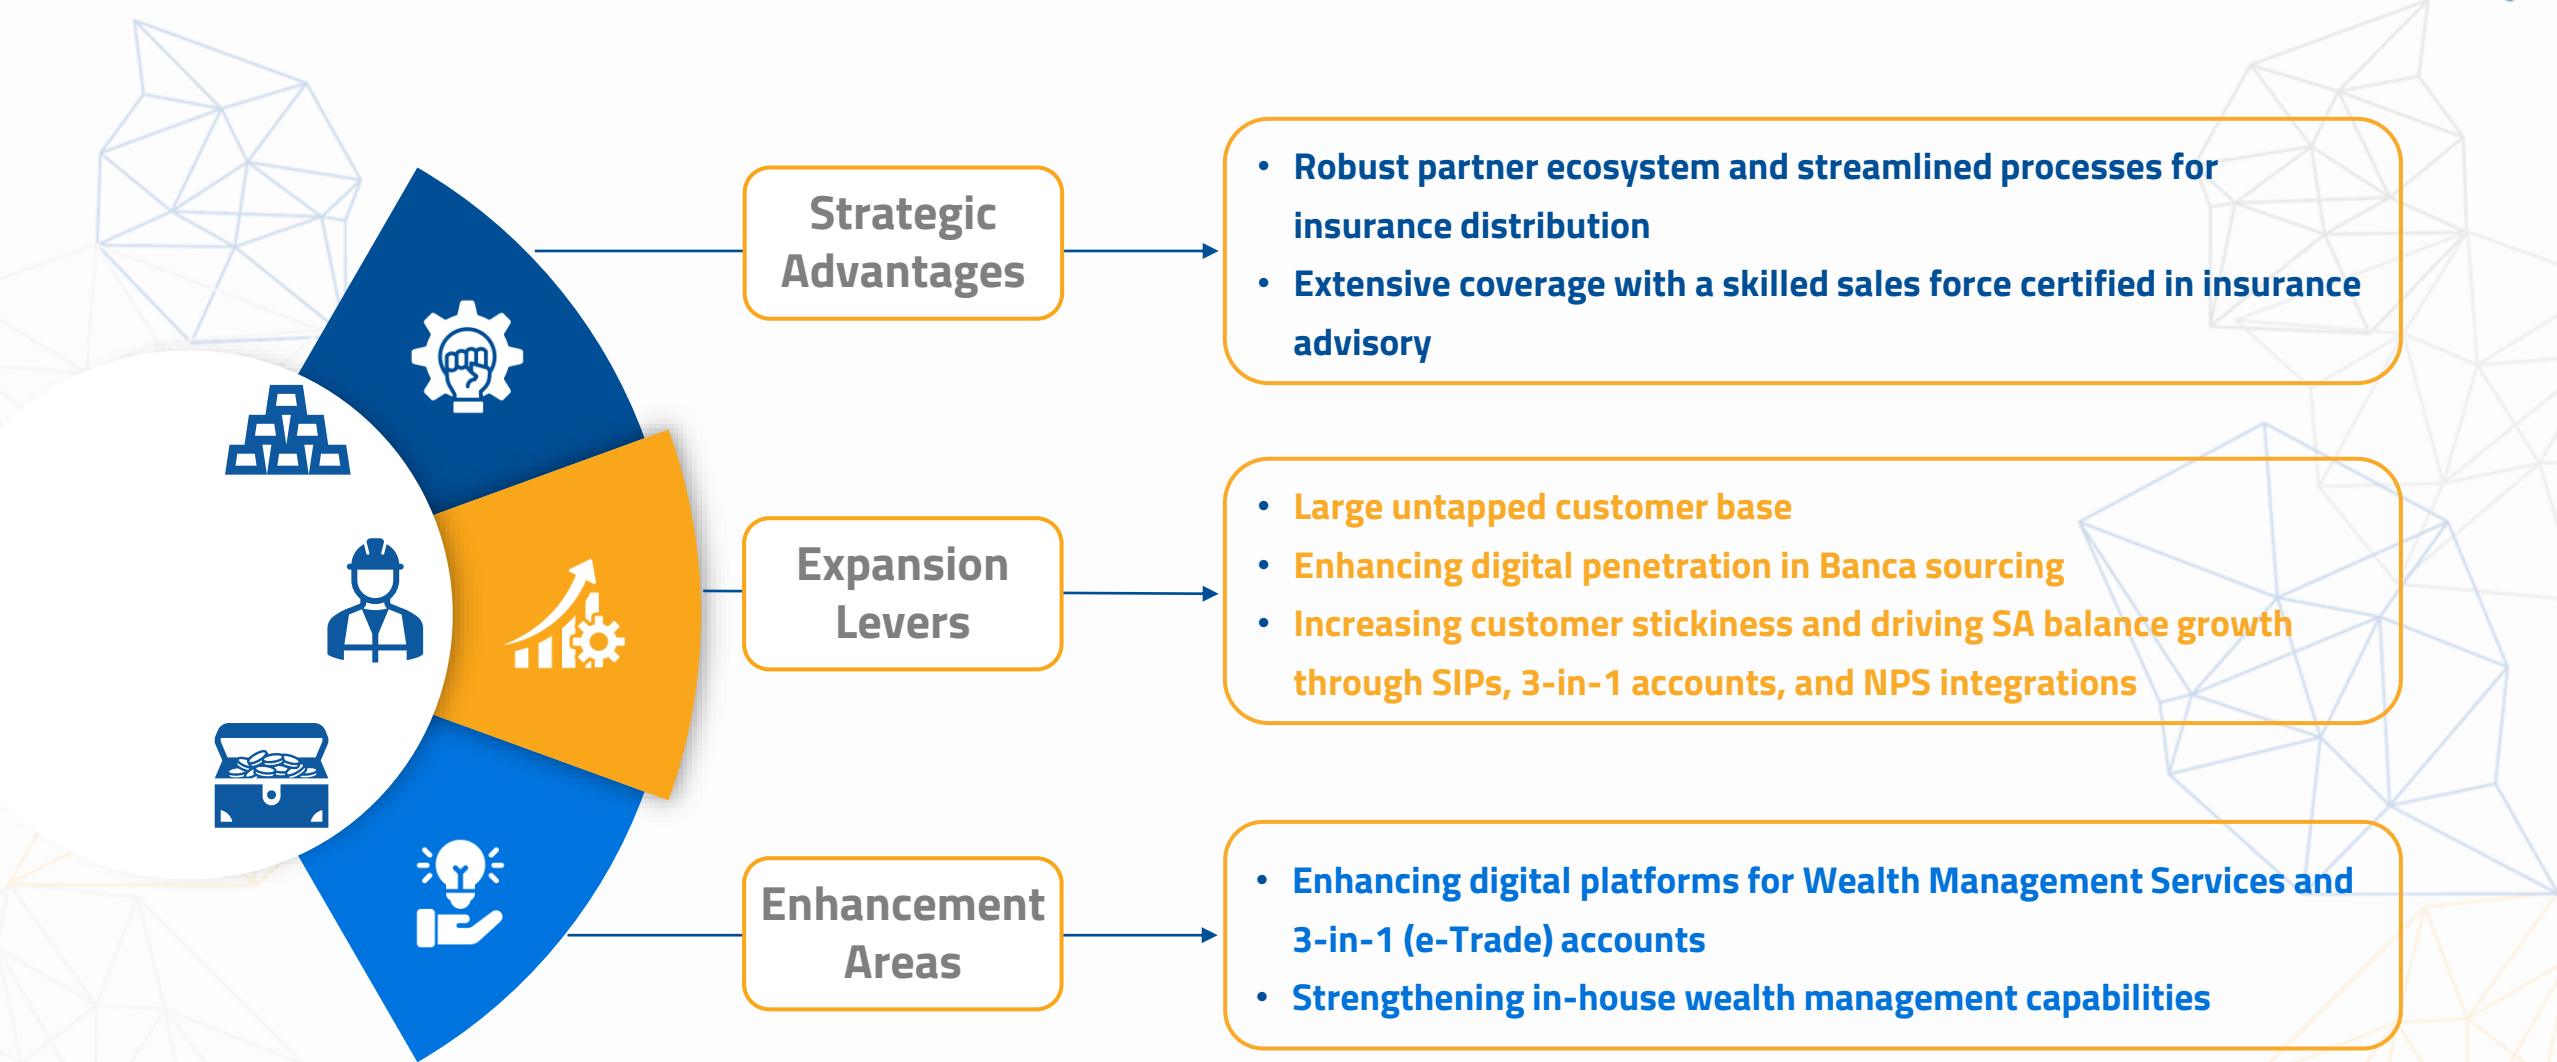 Strategic
Advantages
• Robust partner ecosystem and streamlined processes for
insurance distribution
• Extensive coverage with a skilled sales force certified in insurance
advisory
Expansion
Levers
• Large untapped customer base
• Enhancing digital penetration in Banca sourcing
• Increasing customer stickiness and driving SA balance growth
through SIPs, 3-in-1 accounts, and NPS integrations
Enhancement
Areas
• Enhancing digital platforms for Wealth Management Services and
3-in-1 (e-Trade) accounts
• Strengthening in-house wealth management capabilities